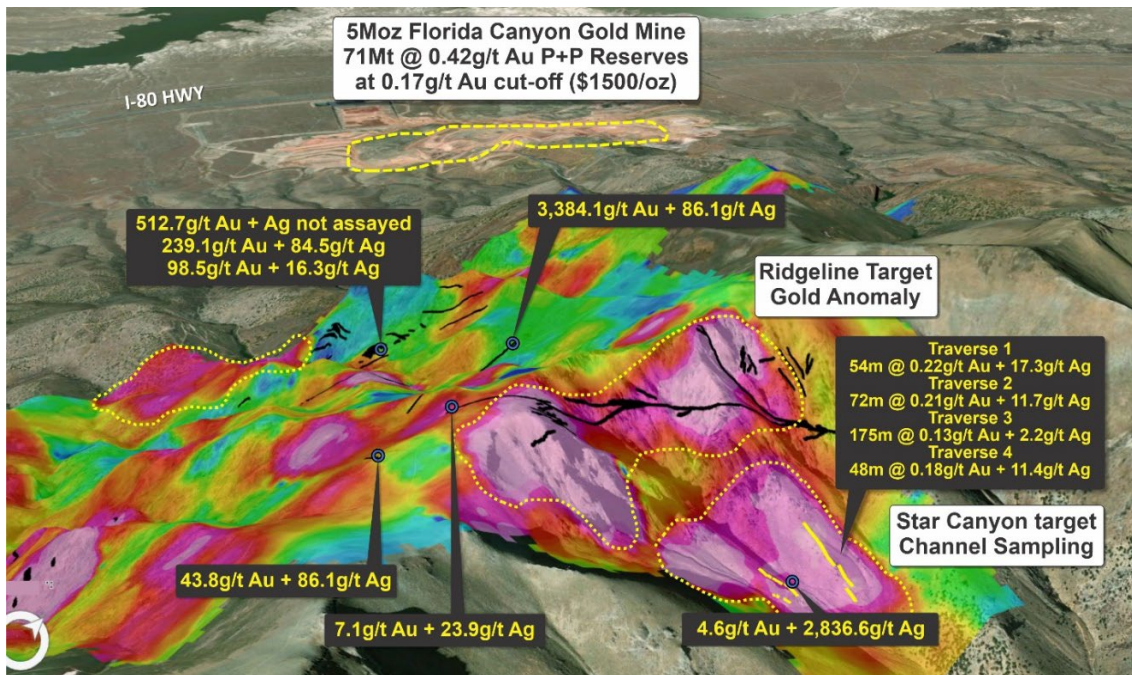 5Moz Florida Canyon Gold Mine
71Mt @ 0.42g/t Au P+P Reserves
at 0.17g/t Au cut-off ($1500/oz)
I-80 HWY
512.7g/t Au + Ag not assayed
239.1g/t Au + 84.5g/t Ag
98.5g/t Au + 16.3g/t Ag
3,384.1g/t Au + 86.1g/t Ag
Ridgeline Target
Gold Anomaly
Traverse 1
54m @ 0.22g/t Au + 17.3g/t Ag
Traverse 2
72m @ 0.21g/t Au + 11.7g/t Ag
Traverse 3
175m @ 0.13g/t Au + 2.2g/t Ag
Traverse 4
48m @ 0.18g/t Au + 11.4g/t Ag
Star Canyon target
Channel Sampling
43.8g/t Au + 86.1g/t Ag
7.1g/t Au + 23.9g/t Ag
4.6g/t Au + 2,836.6g/t Ag